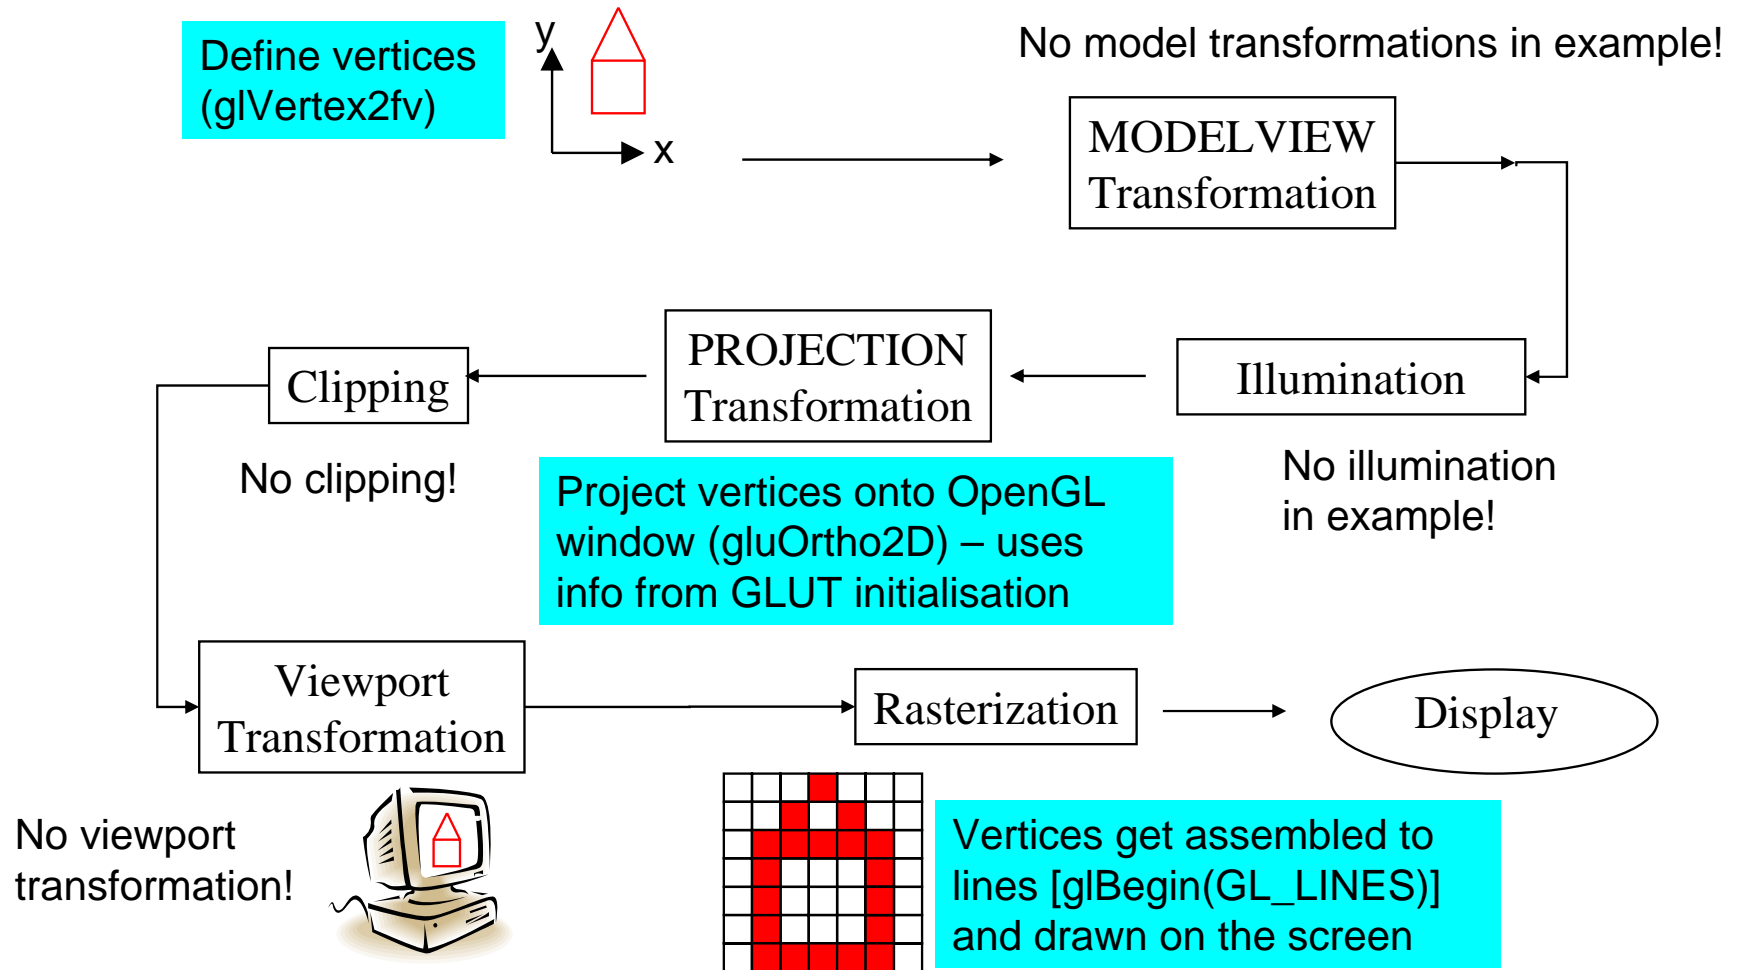 Define vertices
(glVertex2fv)
y
x
No model transformations in example!
MODELVIEW
Transformation
Clipping
PROJECTION
Transformation
Illumination
No clipping!
Project vertices onto OpenGL
window (gluOrtho2D) – uses
info from GLUT initialisation
No illumination
in example!
Viewport
Transformation
Rasterization
Display
No viewport
transformation!
Vertices get assembled to
lines [glBegin(GL_LINES)]
and drawn on the screen